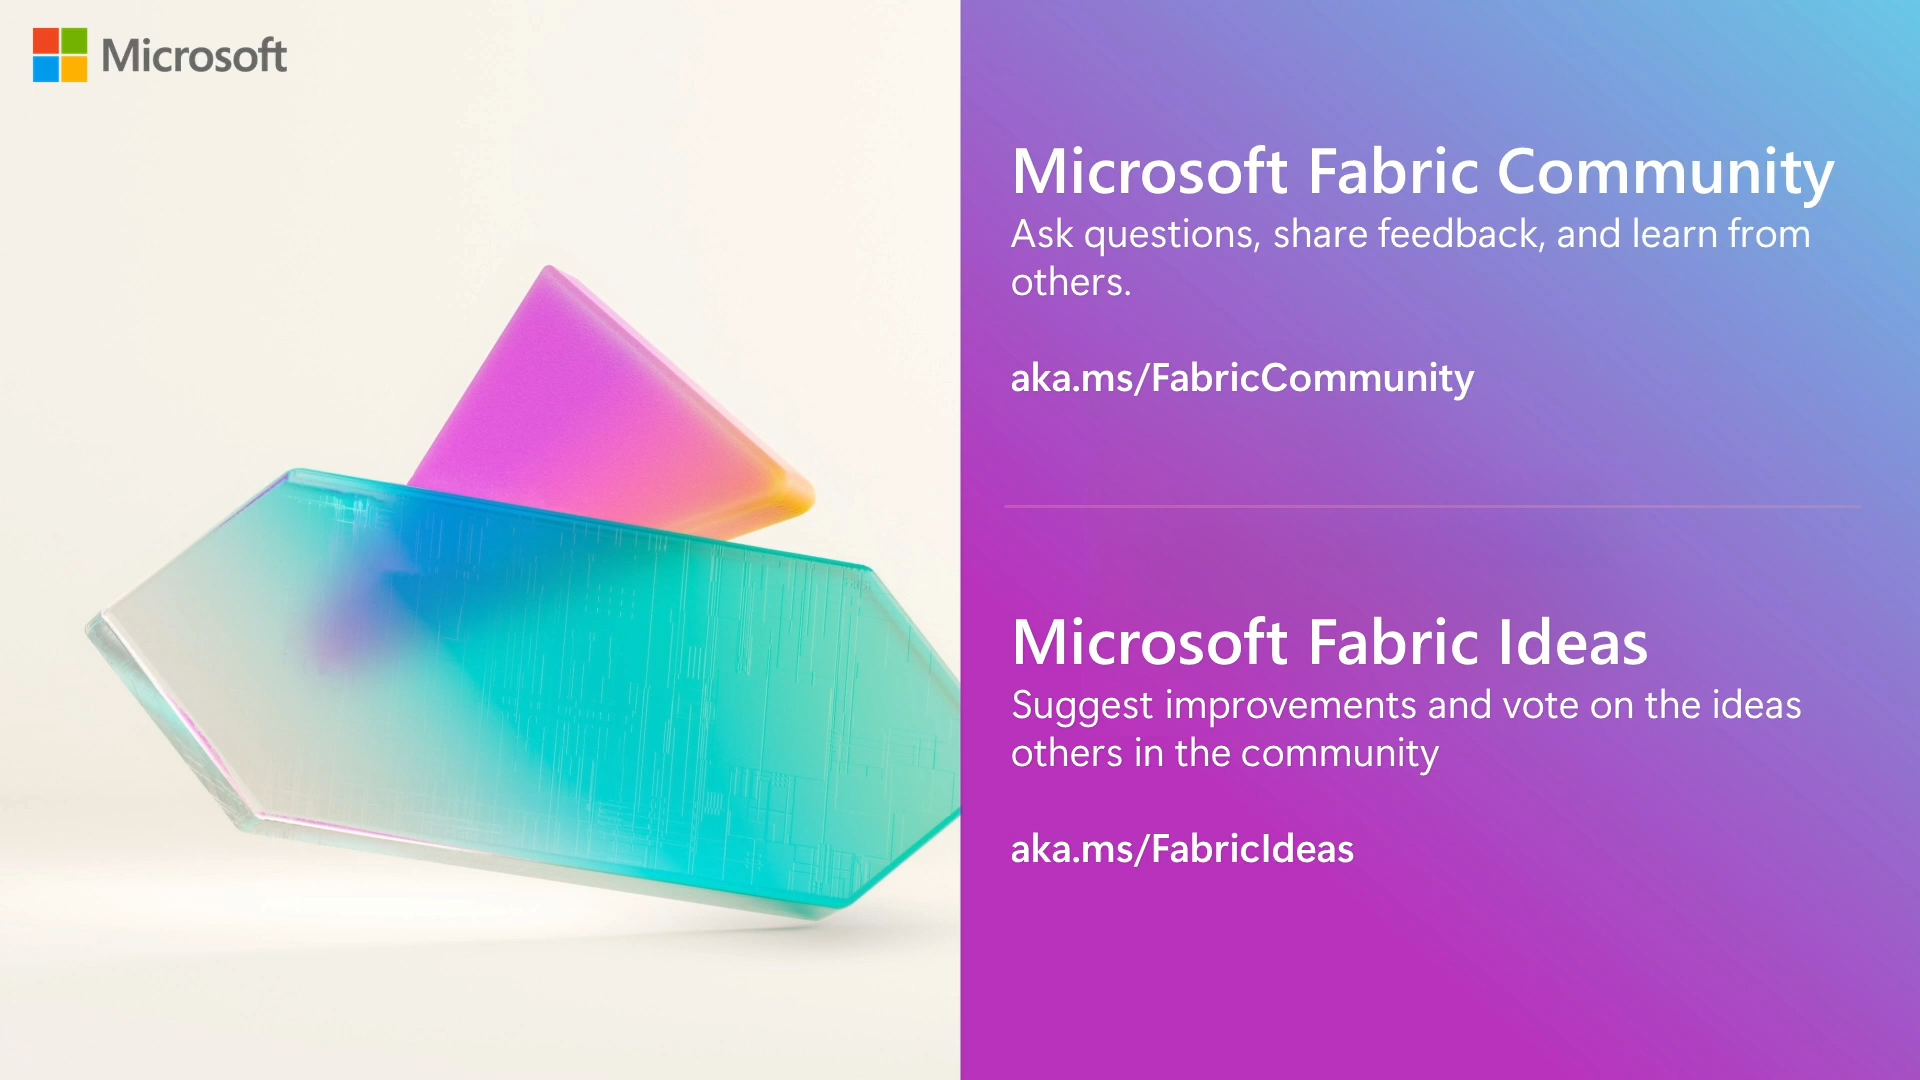 Microsoft
Microsoft Fabric Community
Ask questions, share feedback, and learn from
others.
aka.ms/FabricCommunity
Microsoft Fabric Ideas
Suggest improvements and vote on the ideas
others in the community
aka.ms/FabricIdeas